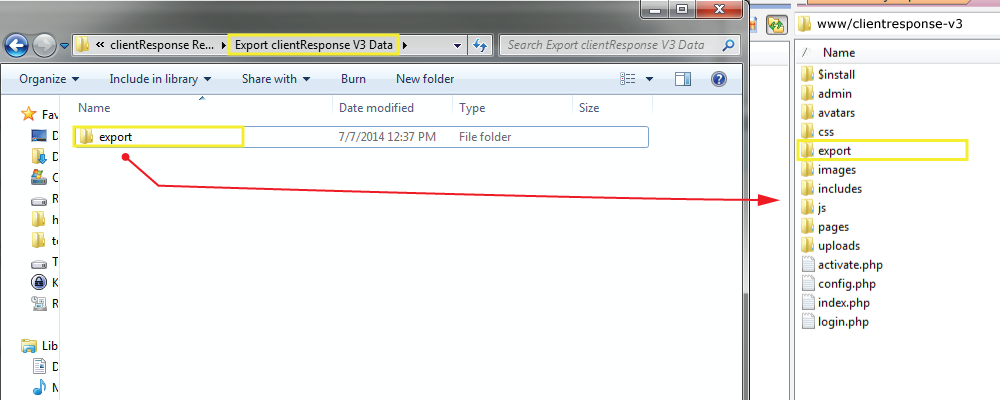 www/clientresponse-v3
« clientResponse Re... Export clientResponse V3 Data
Search Export clientResponse V3 Data
Organize Include in library Share with Burn New folder
Name Date modified Type Size
export 7/7/2014 12:37 PM File folder
Fav
D
D
C
R
h
te
T
K
R
Lib
D
N
/ Name
$install
admin
avatars
css
export
images
includes
js
pages
uploads
activate.php
config.php
index.php
login.php